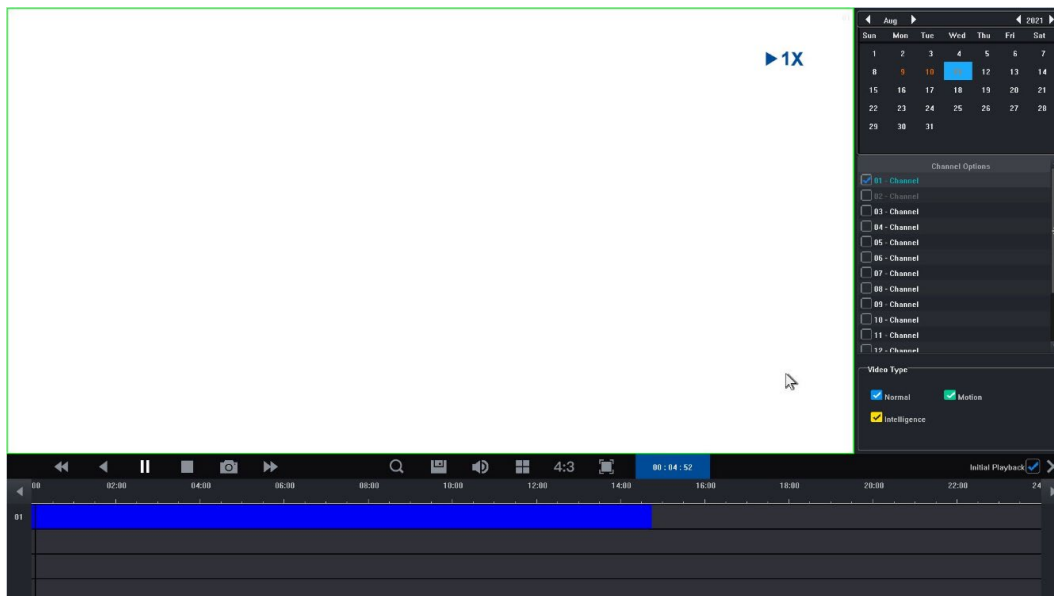 ▶1X
Aug 2021
Sun Mon Tue Wed Thu Fri Sat
1 2 3 4 5 6 7
8 9 10 12 13 14
15 16 17 18 19 20 21
22 23 24 25 26 27 28
29 30 31
Channel Options
01 - Channel
02 - Channel
03 - Channel
04 - Channel
05 - Channel
06 - Channel
07 - Channel
08 - Channel
09 - Channel
10 - Channel
11 - Channel
12 - Channel
Video Type
Normal Motion
Intelligence
4:3 00 : 04 : 52 Initial Playback
00 02:00 04:00 06:00 08:00 10:00 12:00 14:00 16:00 18:00 20:00 22:00 24
01